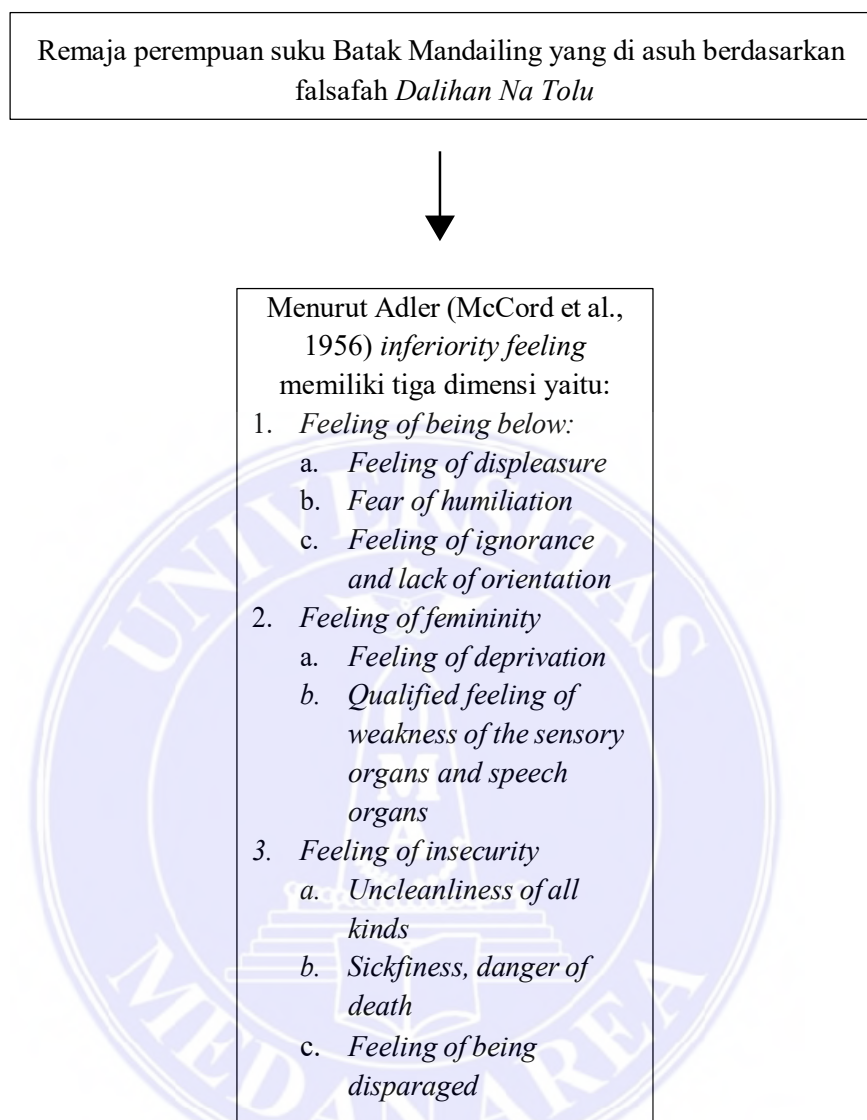 Remaja perempuan suku Batak Mandailing yang di asuh berdasarkan
falsafah Dalihan Na Tolu
Menurut Adler (McCord et al.,
1956) inferiority feeling
memiliki tiga dimensi yaitu:
1. Feeling of being below:
a. Feeling of displeasure
b. Fear of humiliation
c. Feeling of ignorance
and lack of orientation
2. Feeling of femininity
a. Feeling of deprivation
b. Qualified feeling of
weakness of the sensory
organs and speech
organs
3. Feeling of insecurity
a. Uncleanliness of all
kinds
b. Sickfiness, danger of
death
c. Feeling of being
disparaged
UNIVERSITAS
MEDAN AREA